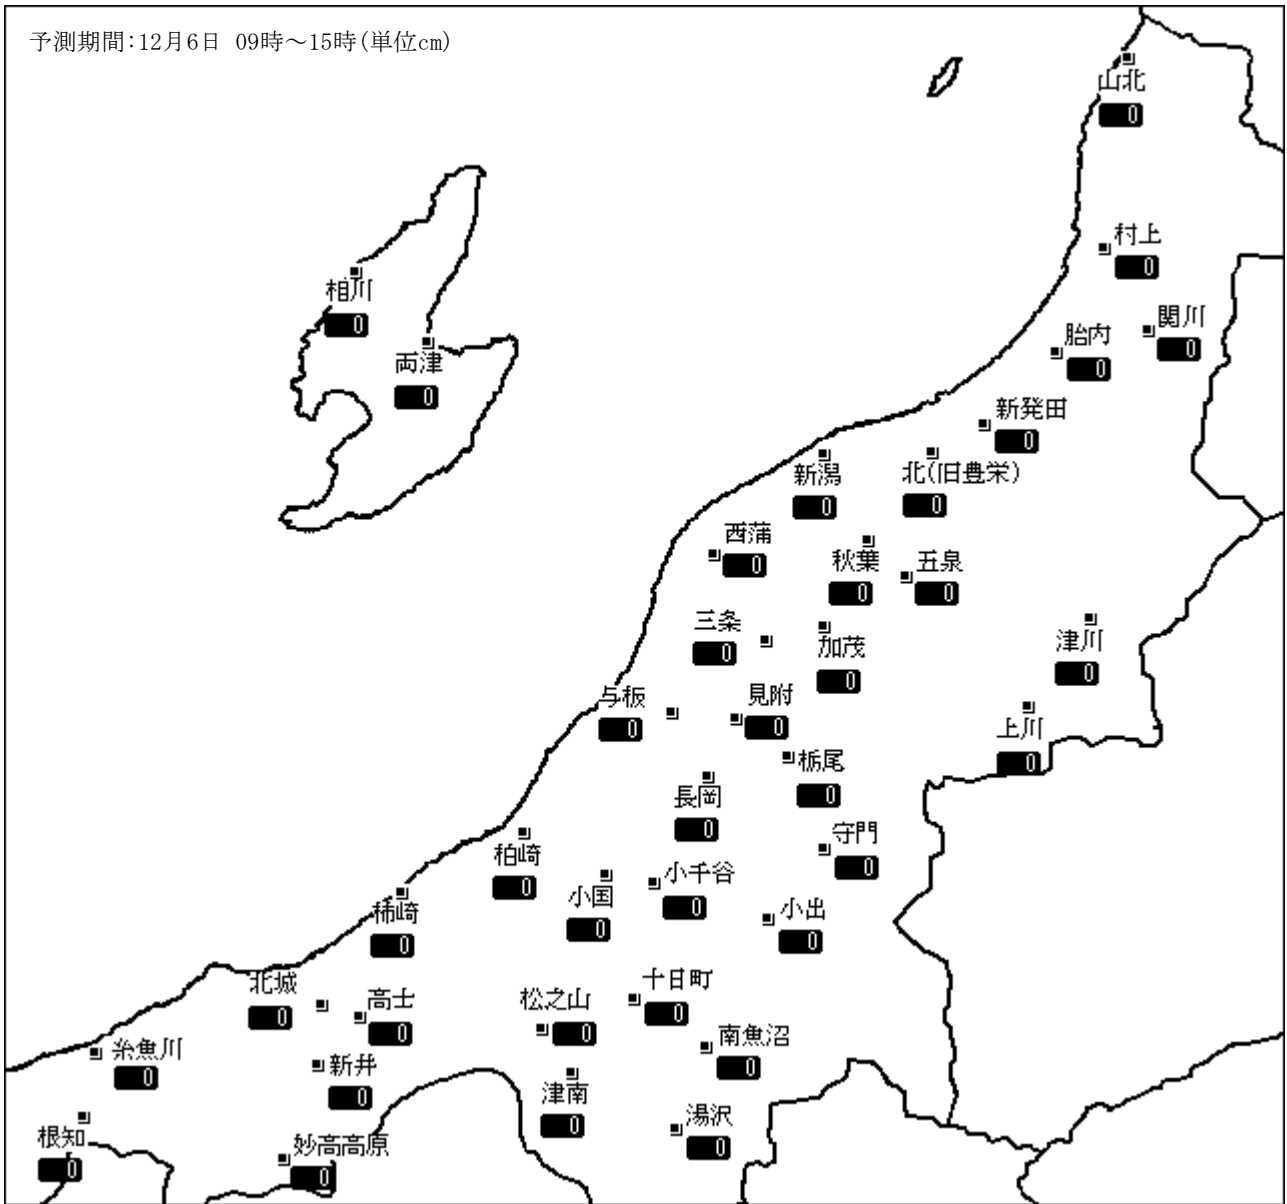 予測期間:12月6日 09時～15時(単位cm)
山北
0
村上
0
相川
0
関川
0
胎内
0
両津
0
新発田
0
新潟
0
北(旧豊栄)
0
西蒲
0
秋葉
0
五泉
0
三条
0
加茂
0
津川
0
与板
0
見附
0
上川
0
栃尾
0
長岡
0
守門
0
柏崎
0
小千谷
0
小国
0
小出
0
柿崎
0
北城
0
高士
0
松之山
0
十日町
0
南魚沼
0
糸魚川
0
新井
0
津南
0
湯沢
0
根知
0
妙高高原
0